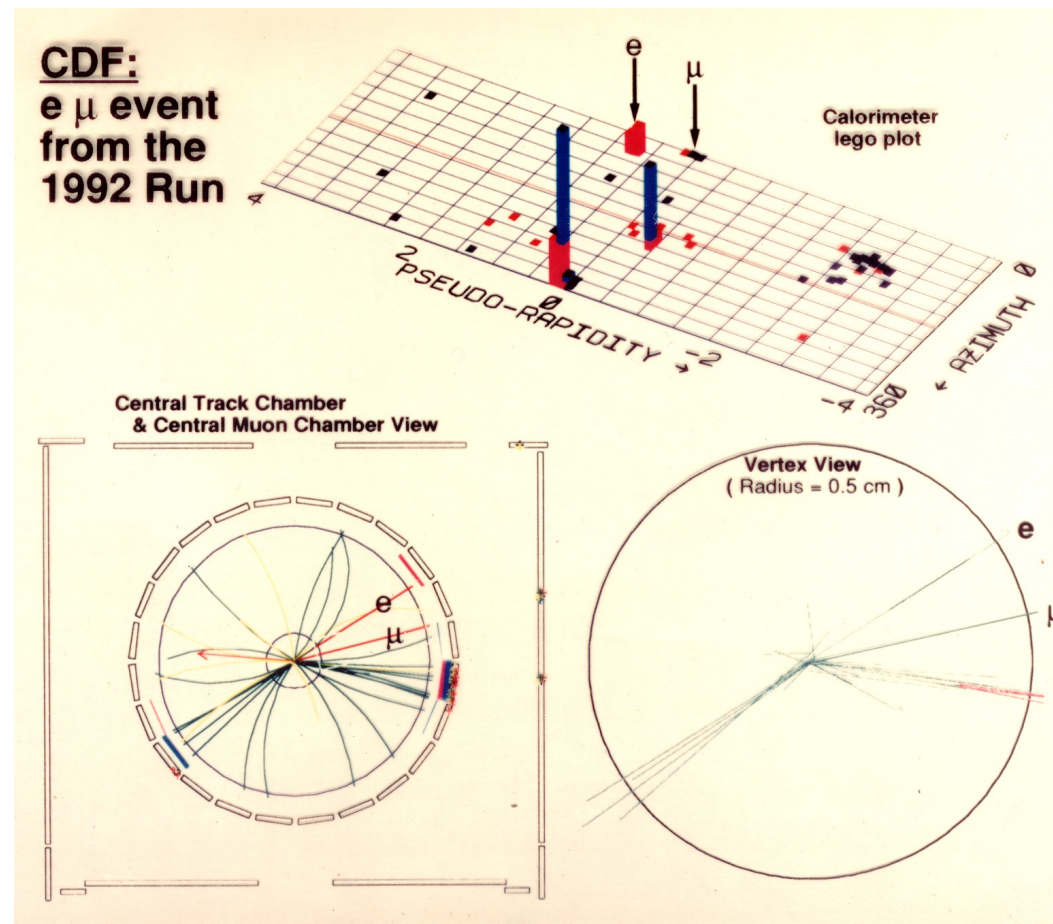 CDF:
e μ event
from the
1992 Run
e
μ
Calorimeter
lego plot
4
2
0
-2
-4
PSEUDO-RAPIDITY →
360
0
← AZIMUTH
Central Track Chamber
& Central Muon Chamber View
e
μ
Vertex View
( Radius = 0.5 cm )
e
μ